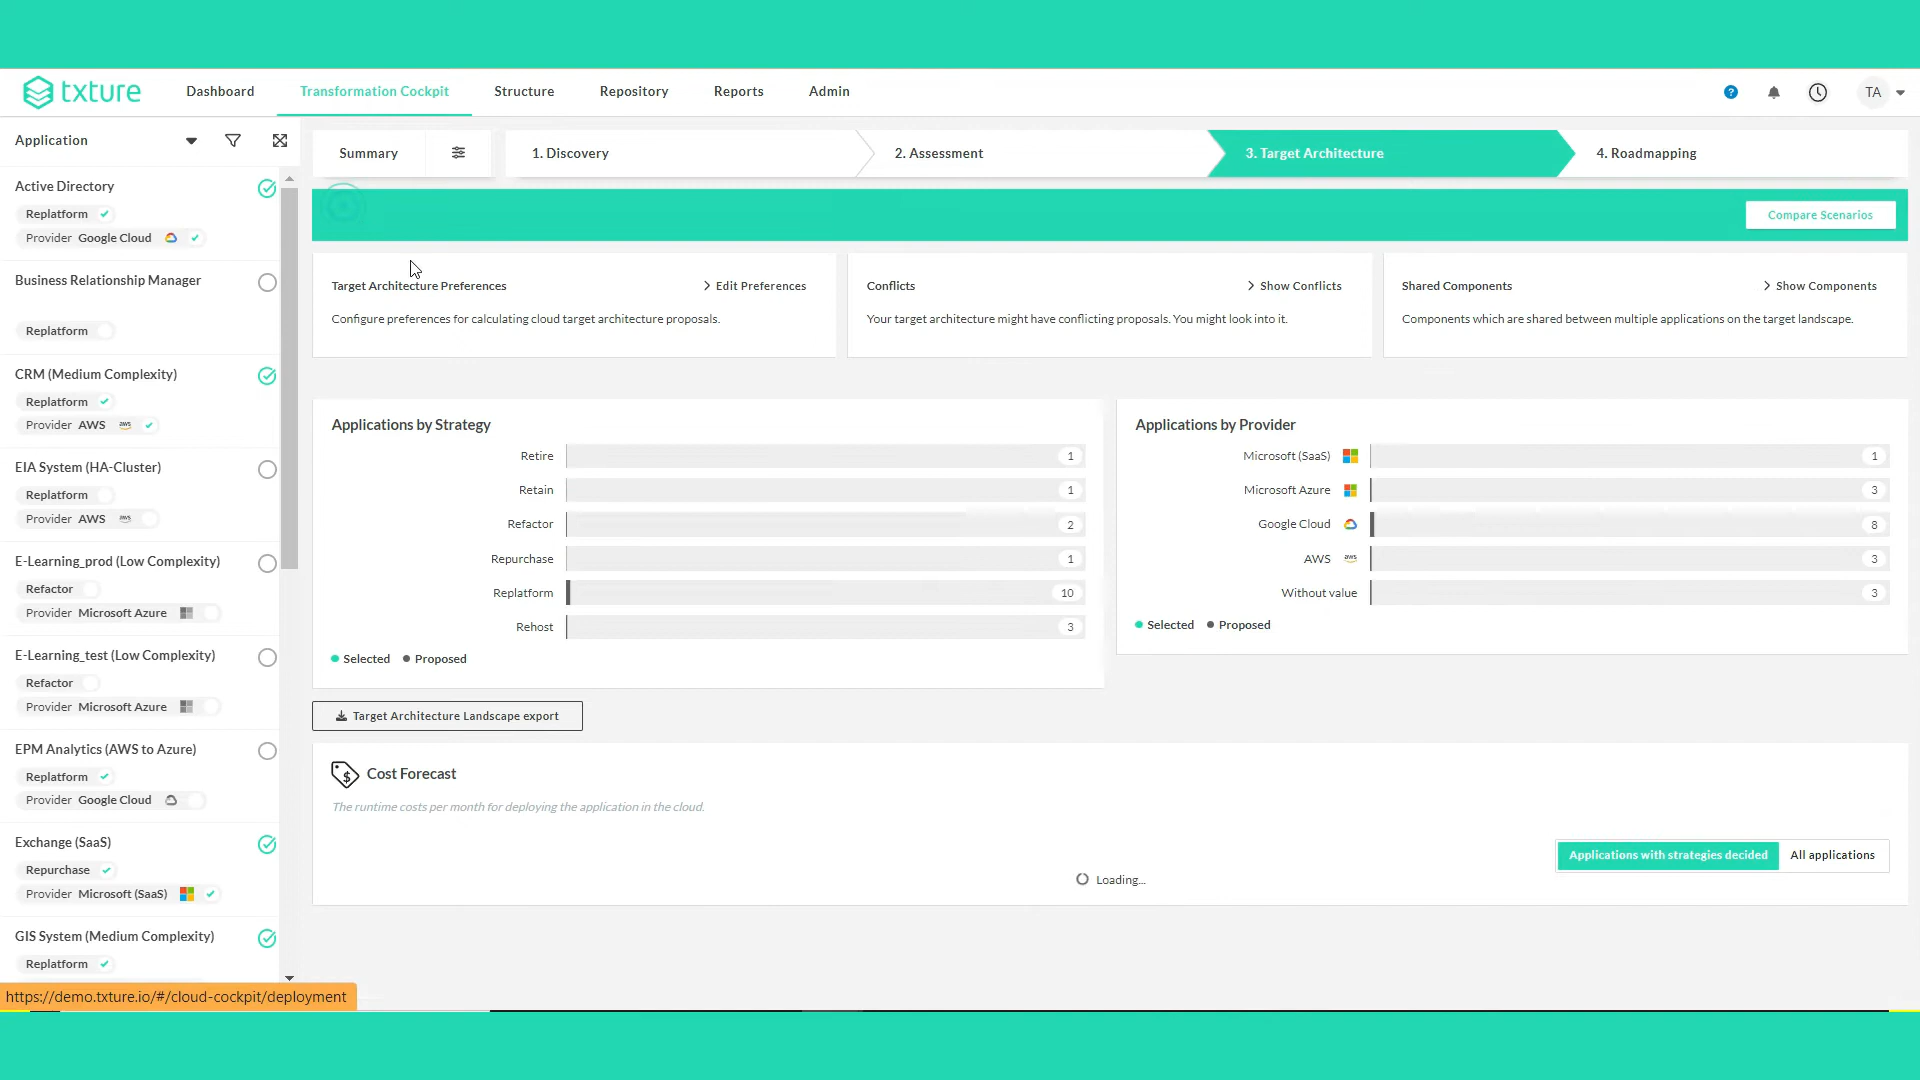 txture
Dashboard
Transformation Cockpit
Structure
Repository
Reports
Admin
?
TA
Application
Active Directory
Replatform
Provider Google Cloud
Business Relationship Manager
Replatform
CRM (Medium Complexity)
Replatform
Provider AWS aws
EIA System (HA-Cluster)
Replatform
Provider AWS aws
E-Learning_prod (Low Complexity)
Refactor
Provider Microsoft Azure
E-Learning_test (Low Complexity)
Refactor
Provider Microsoft Azure
EPM Analytics (AWS to Azure)
Replatform
Provider Google Cloud
Exchange (SaaS)
Repurchase
Provider Microsoft (SaaS)
GIS System (Medium Complexity)
Replatform
https://demo.txture.io/#/cloud-cockpit/deployment
Summary
1. Discovery
2. Assessment
3. Target Architecture
4. Roadmapping
Compare Scenarios
Target Architecture Preferences
Edit Preferences
Configure preferences for calculating cloud target architecture proposals.
Conflicts
Show Conflicts
Your target architecture might have conflicting proposals. You might look into it.
Shared Components
Show Components
Components which are shared between multiple applications on the target landscape.
Applications by Strategy
Retire 1
Retain 1
Refactor 2
Repurchase 1
Replatform 10
Rehost 3
Selected Proposed
Applications by Provider
Microsoft (SaaS) 1
Microsoft Azure 3
Google Cloud 8
AWS aws 3
Without value 3
Selected Proposed
Target Architecture Landscape export
$
Cost Forecast
The runtime costs per month for deploying the application in the cloud.
Applications with strategies decided
All applications
Loading...